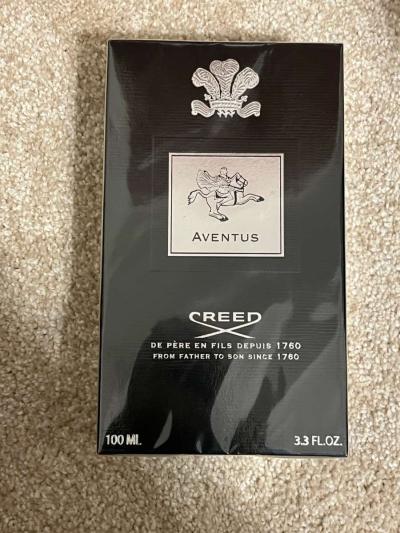 AVENTUS
CREED
DE PÈRE EN FILS DEPUIS 1760
FROM FATHER TO SON SINCE 1760
100 ML.
3.3 FL.OZ.